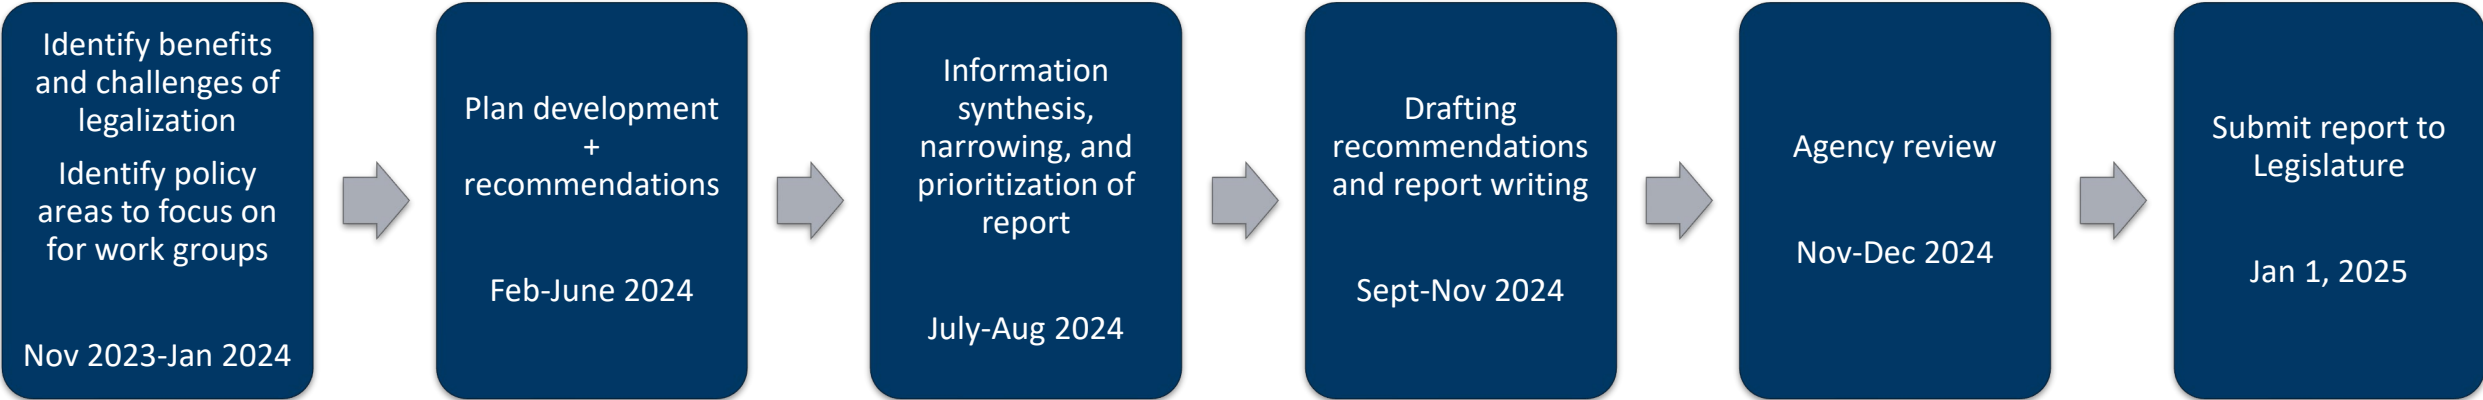 Identify benefits
and challenges of
legalization
Identify policy
areas to focus on
for work groups
Nov 2023-Jan 2024
Plan development
+
recommendations
Feb-June 2024
Information
synthesis,
narrowing, and
prioritization of
report
July-Aug 2024
Drafting
recommendations
and report writing
Sept-Nov 2024
Agency review
Nov-Dec 2024
Submit report to
Legislature
Jan 1, 2025